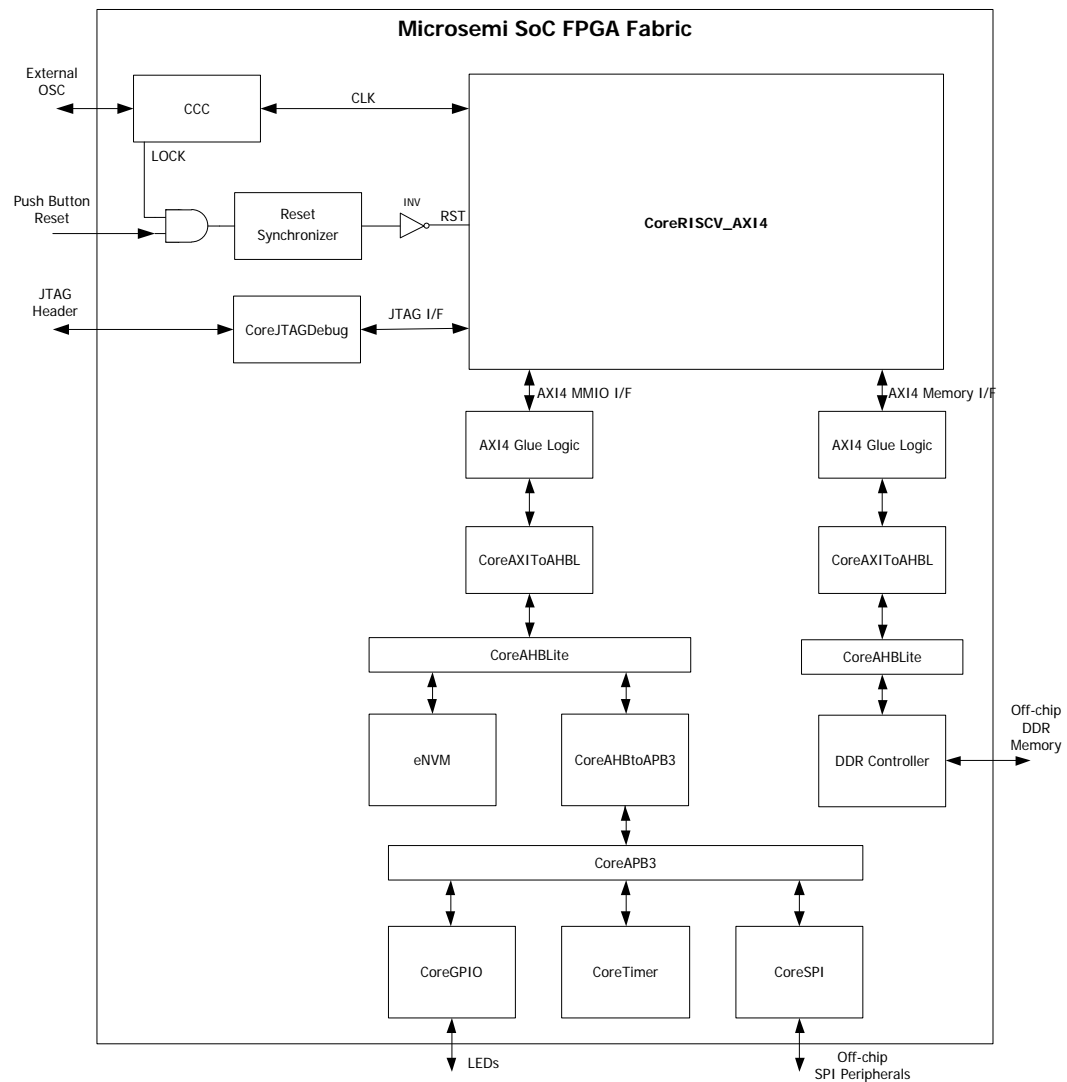 Microsemi SoC FPGA Fabric
External
OSC
CCC
CLK
LOCK
Push Button
Reset
Reset
Synchronizer
INV
RST
CoreRISCV_AXI4
JTAG
Header
CoreJTAGDebug
JTAG I/F
AXI4 MMIO I/F
AXI4 Memory I/F
AXI4 Glue Logic
AXI4 Glue Logic
CoreAXIToAHBL
CoreAXIToAHBL
CoreAHBLite
CoreAHBLite
eNVM
CoreAHBtoAPB3
DDR Controller
Off-chip
DDR
Memory
CoreAPB3
CoreGPIO
CoreTimer
CoreSPI
LEDs
Off-chip
SPI Peripherals